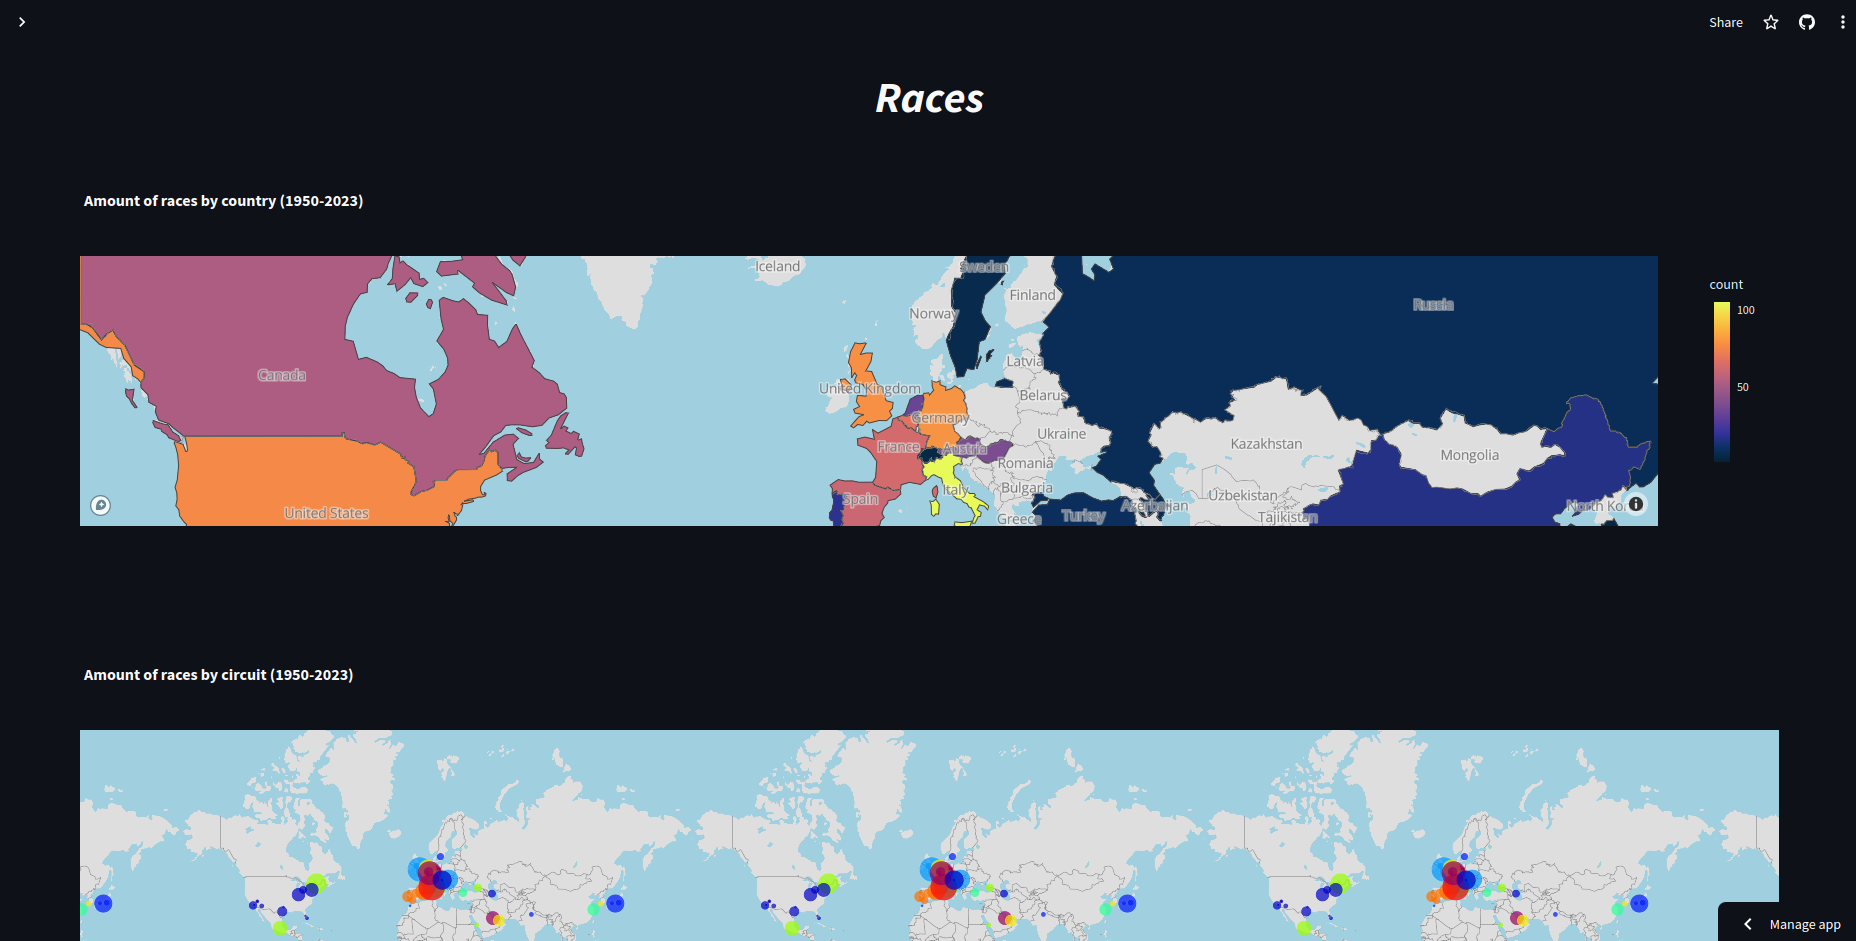 Share
Races
Amount of races by country (1950-2023)
count
100
50
Iceland
Sweden
Finland
Norway
Russia
Latvia
Canada
United Kingdom
Belarus
Germany
Ukraine
France
Austria
Kazakhstan
Mongolia
Romania
Spain
Italy
Bulgaria
Uzbekistan
United States
Greece
Turkey
Azerbaijan
Tajikistan
North Ko
Amount of races by circuit (1950-2023)
Manage app